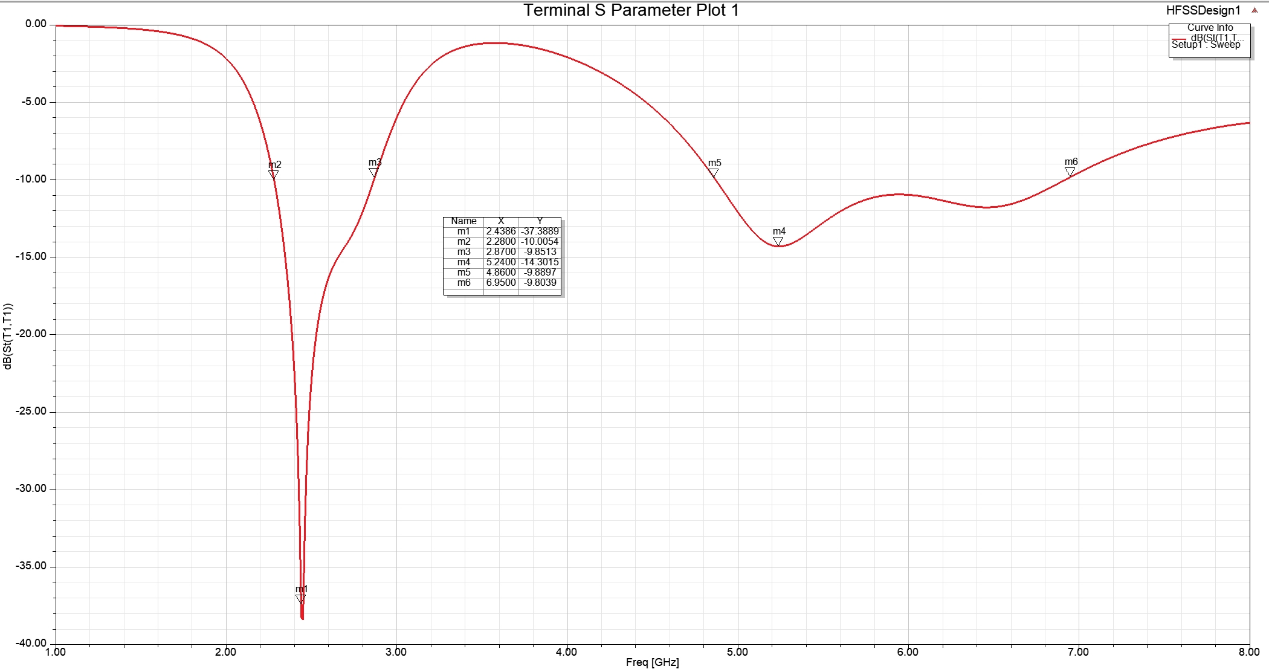 Terminal S Parameter Plot 1
HFSSDesign1
Curve Info
dB(St(T1,T...
Setup1 : Sweep
0.00
-5.00
-10.00
-15.00
-20.00
-25.00
-30.00
-35.00
-40.00
dB(St(T1,T1))
m2
m3
m5
m6
m4
m1
Name X Y
m1 2.4386 -37.3889
m2 2.2800 -10.0054
m3 2.8700 -9.8513
m4 5.2400 -14.3015
m5 4.8600 -9.8897
m6 6.9500 -9.8039
1.00 2.00 3.00 4.00 5.00 6.00 7.00 8.00
Freq [GHz]